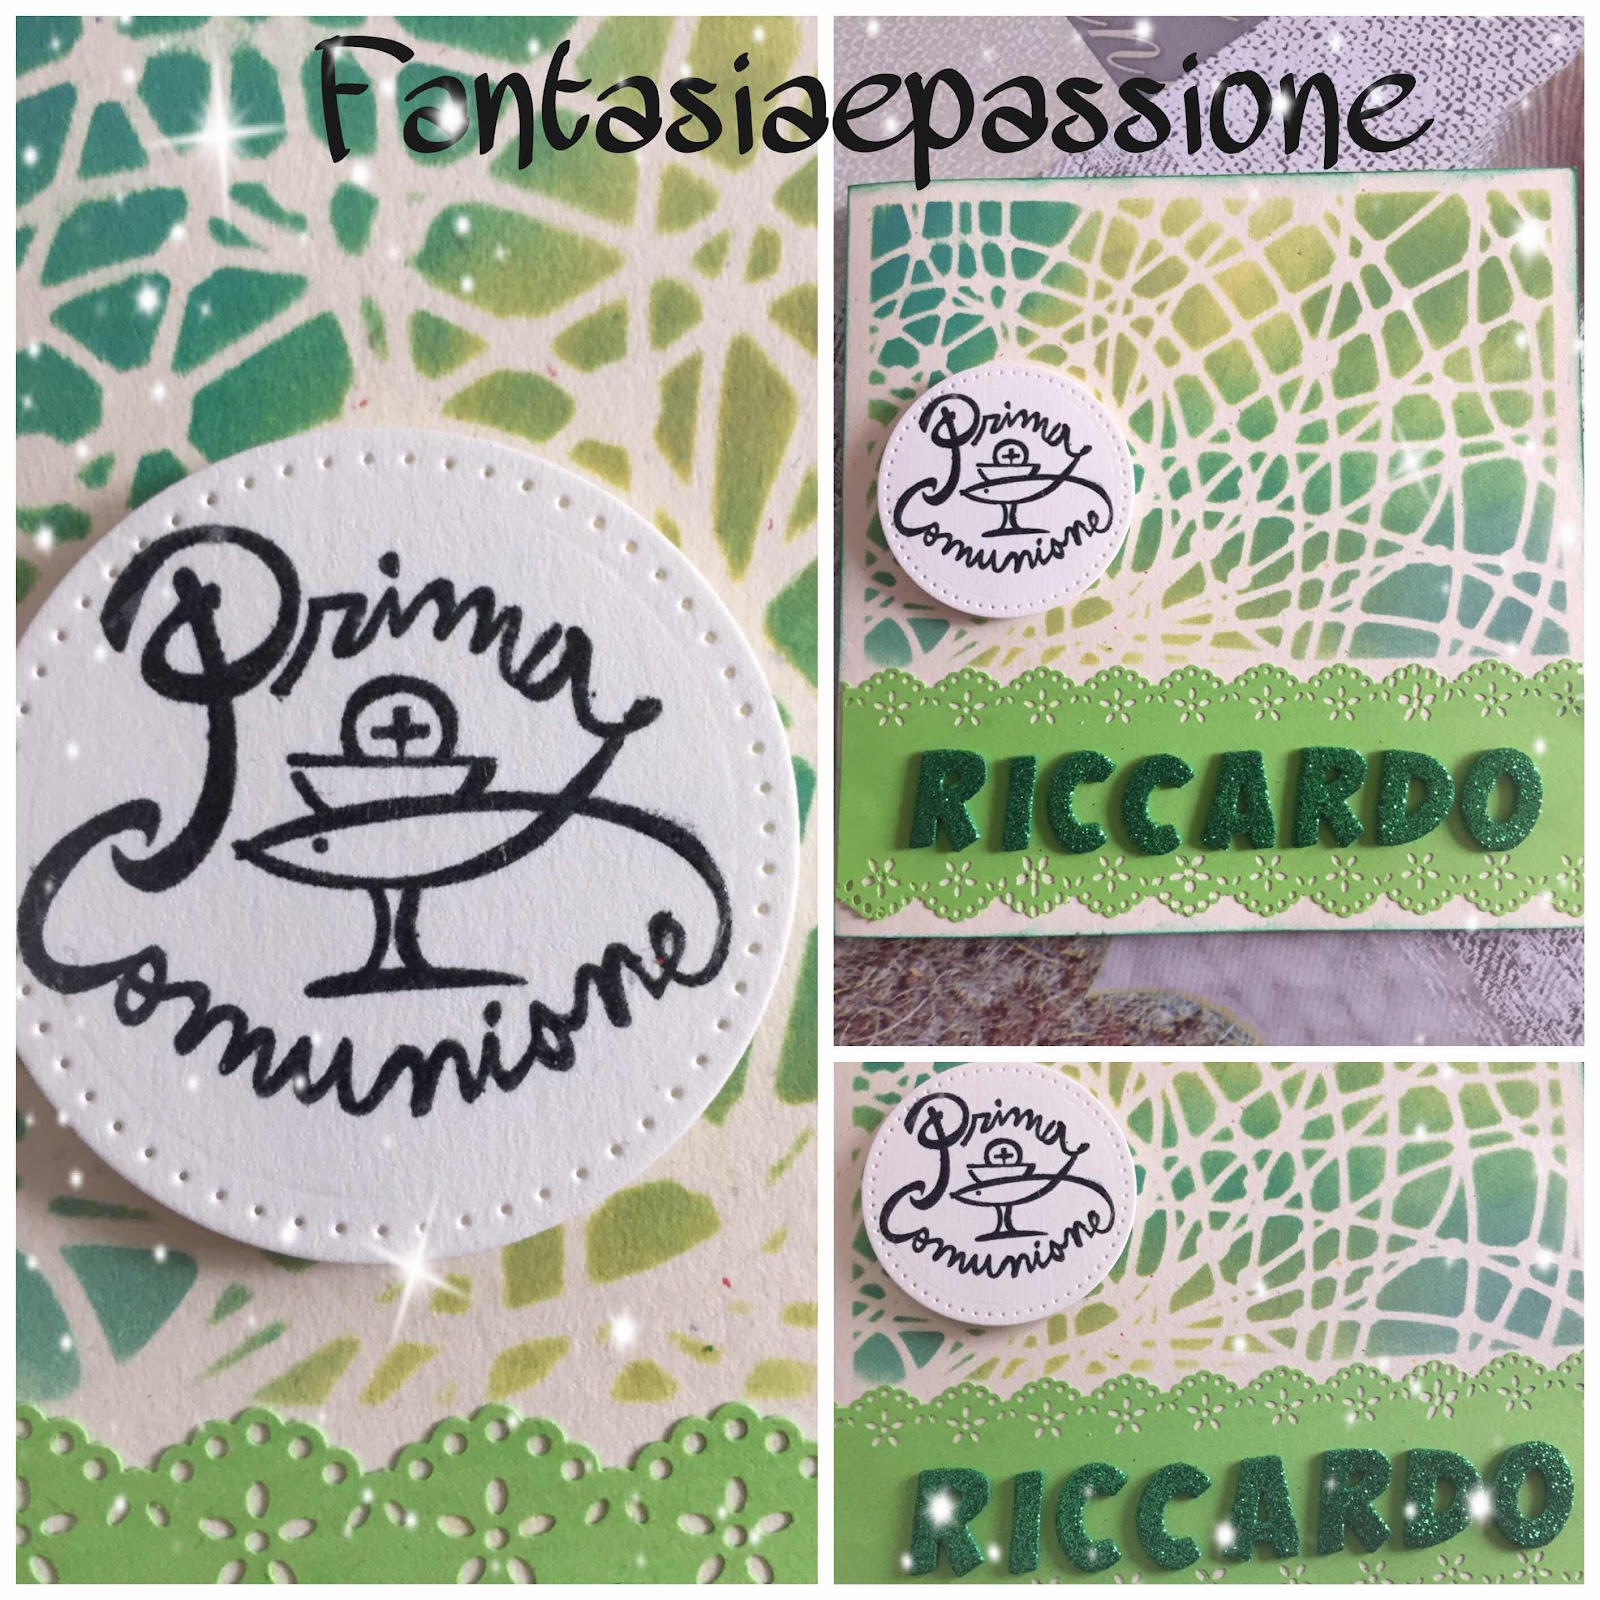 Fantasiaepassione
Prima
Comunione
Prima
Comunione
RICCARDO
Prima
Comunione
RICCARDO